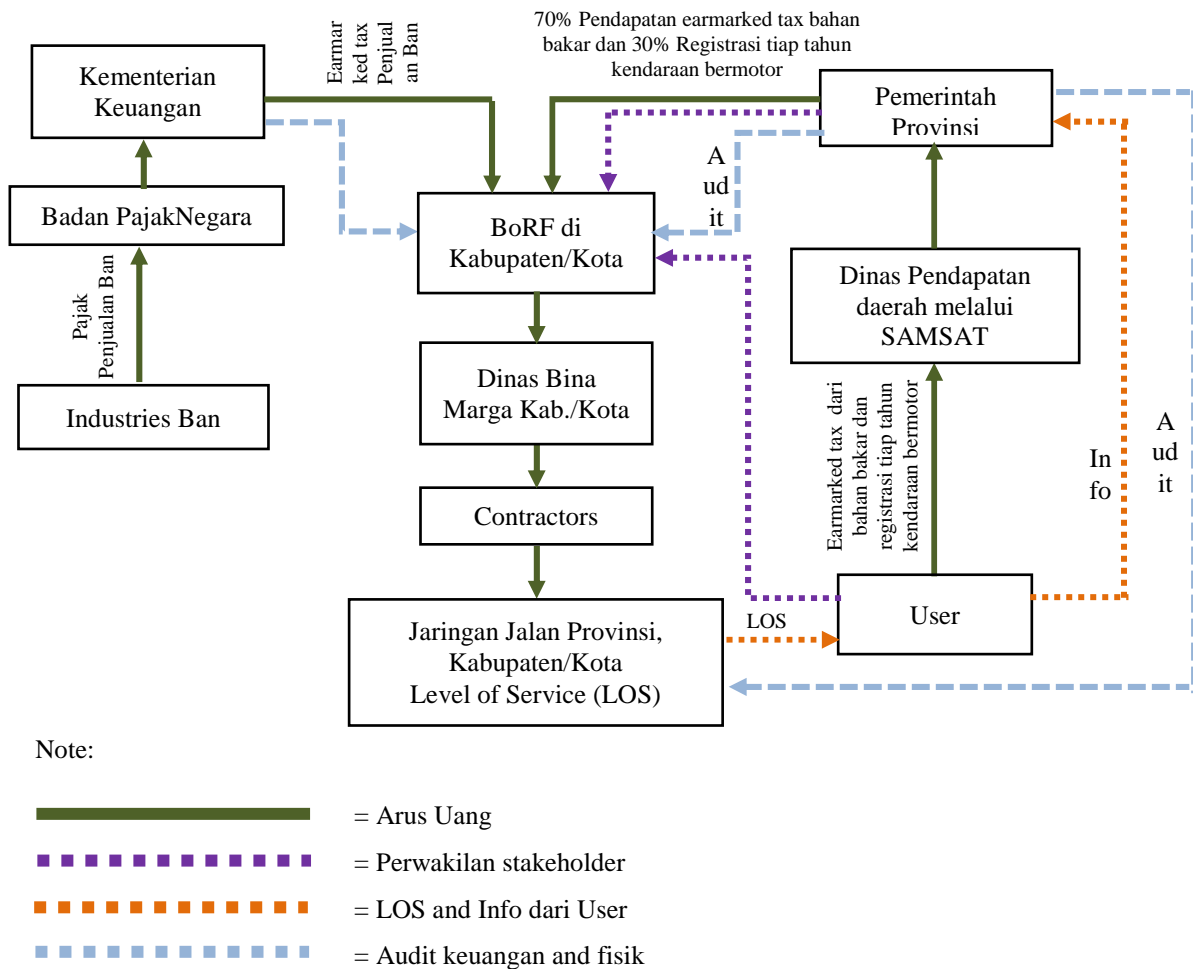 70% Pendapatan earmarked tax bahan
bakar dan 30% Registrasi tiap tahun
kendaraan bermotor
Earmar
ked tax
Penjual
an Ban
Kementerian
Keuangan
Pemerintah
Provinsi
A
ud
it
Badan PajakNegara
BoRF di
Kabupaten/Kota
Dinas Pendapatan
daerah melalui
SAMSAT
Pajak
Penjualan Ban
Industries Ban
Dinas Bina
Marga Kab./Kota
Earmarked tax dari
bahan bakar dan
registrasi tiap tahun
kendaraan bermotor
In
fo
A
ud
it
Contractors
Jaringan Jalan Provinsi,
Kabupaten/Kota
Level of Service (LOS)
LOS
User
Note:
= Arus Uang
= Perwakilan stakeholder
= LOS and Info dari User
= Audit keuangan and fisik